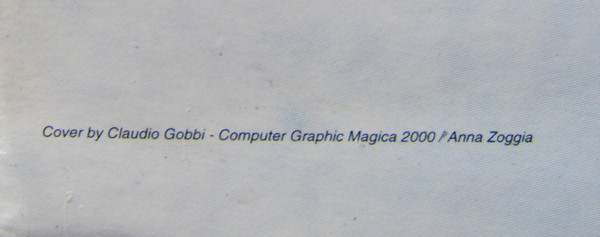 Cover by Claudio Gobbi - Computer Graphic Magica 2000 / Anna Zoggia